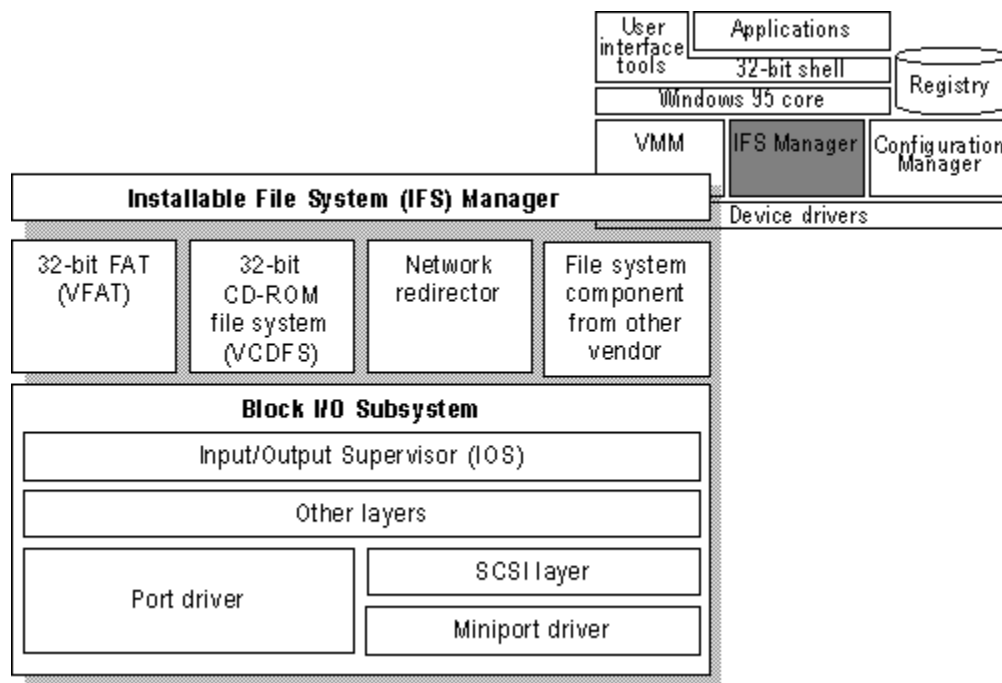 User
interface
tools
Applications
32-bit shell
Registry
Windows 95 core
VMM
IFS Manager
Configuration
Manager
Device drivers
Installable File System (IFS) Manager
32-bit FAT
(VFAT)
32-bit
CD-ROM
file system
(VCDFS)
Network
redirector
File system
component
from other
vendor
Block I/O Subsystem
Input/Output Supervisor (IOS)
Other layers
Port driver
SCSI layer
Miniport driver